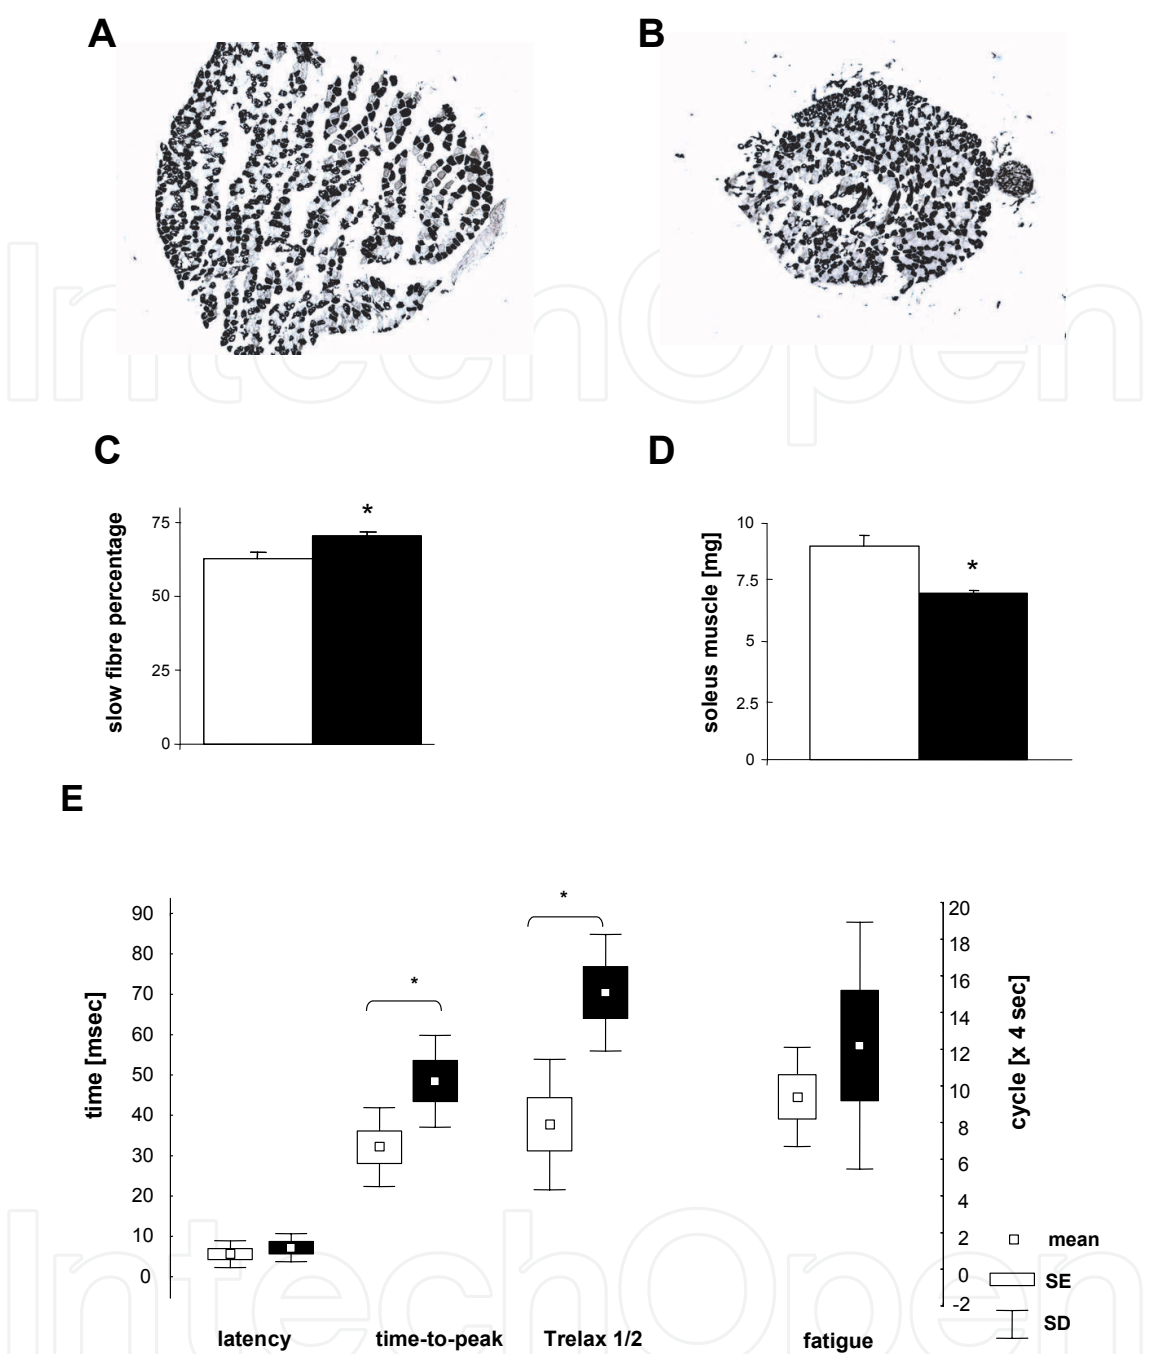 A
B
IntechOpen
C
D
slow fibre percentage
75
50
25
0
*
soleus muscle [mg]
10
7.5
5
2.5
0
*
E
time [msec]
90
80
70
60
50
40
30
20
10
0
*
*
20
18
16
14
12
10
8
6
4
2
0
-2
cycle [x 4 sec]
mean
SE
SD
latency time-to-peak Trelax 1/2 fatigue
IntechOpen